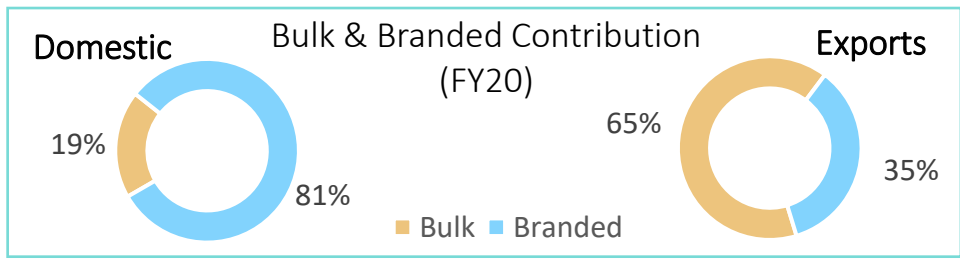 Domestic
Bulk & Branded Contribution
(FY20)
Exports
19%
81%
65%
35%
Bulk
Branded